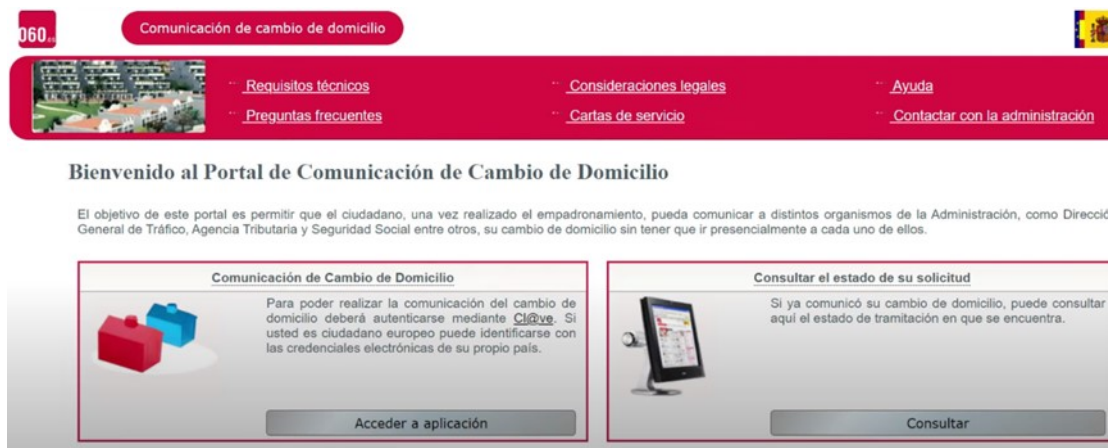 060.es
Comunicación de cambio de domicilio
Requisitos técnicos
Consideraciones legales
Ayuda
Preguntas frecuentes
Cartas de servicio
Contactar con la administración
Bienvenido al Portal de Comunicación de Cambio de Domicilio
El objetivo de este portal es permitir que el ciudadano, una vez realizado el empadronamiento, pueda comunicar a distintos organismos de la Administración, como Direcció
General de Tráfico, Agencia Tributaria y Seguridad Social entre otros, su cambio de domicilio sin tener que ir presencialmente a cada uno de ellos.
Comunicación de Cambio de Domicilio
Para poder realizar la comunicación del cambio de
domicilio deberá autenticarse mediante Cl@ve. Si
usted es ciudadano europeo puede identificarse con
las credenciales electrónicas de su propio país.
Acceder a aplicación
Consultar el estado de su solicitud
Si ya comunicó su cambio de domicilio, puede consultar
aquí el estado de tramitación en que se encuentra.
Consultar